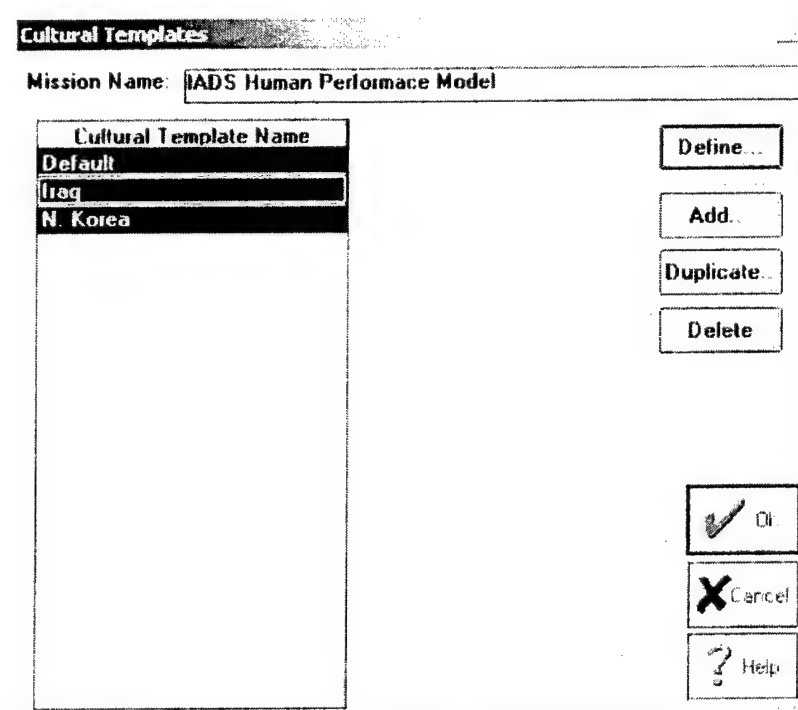 Cultural Templates
Mission Name: IADS Human Performace Model
Cultural Template Name
Default
Iraq
N. Korea
Define...
Add..
Duplicate..
Delete
Ok
Cancel
Help